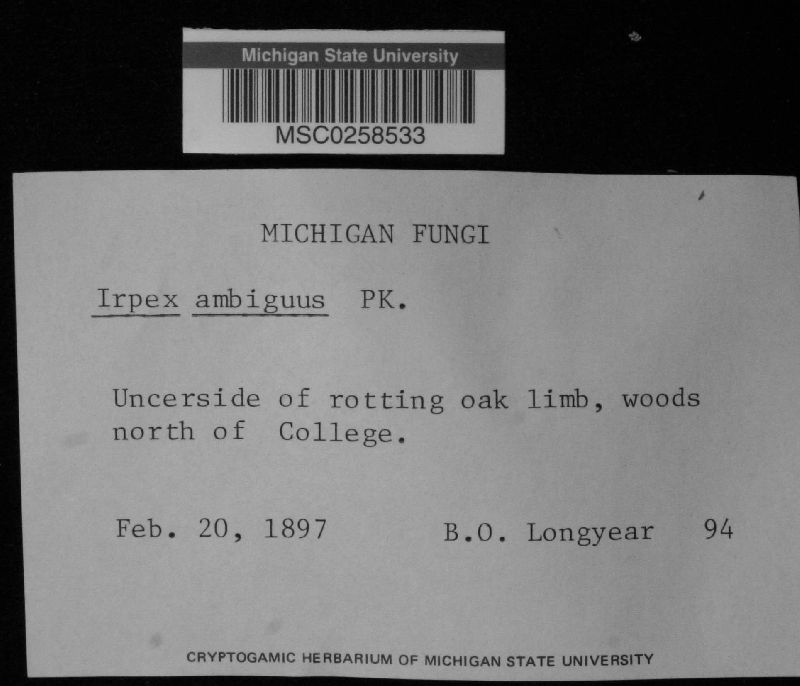 Michigan State University
MSC0258533
MICHIGAN FUNGI
Irpex ambiguus PK.
Uncerside of rotting oak limb, woods
north of College.
Feb. 20, 1897 B.O. Longyear 94
CRYPTOGAMIC HERBARIUM OF MICHIGAN STATE UNIVERSITY